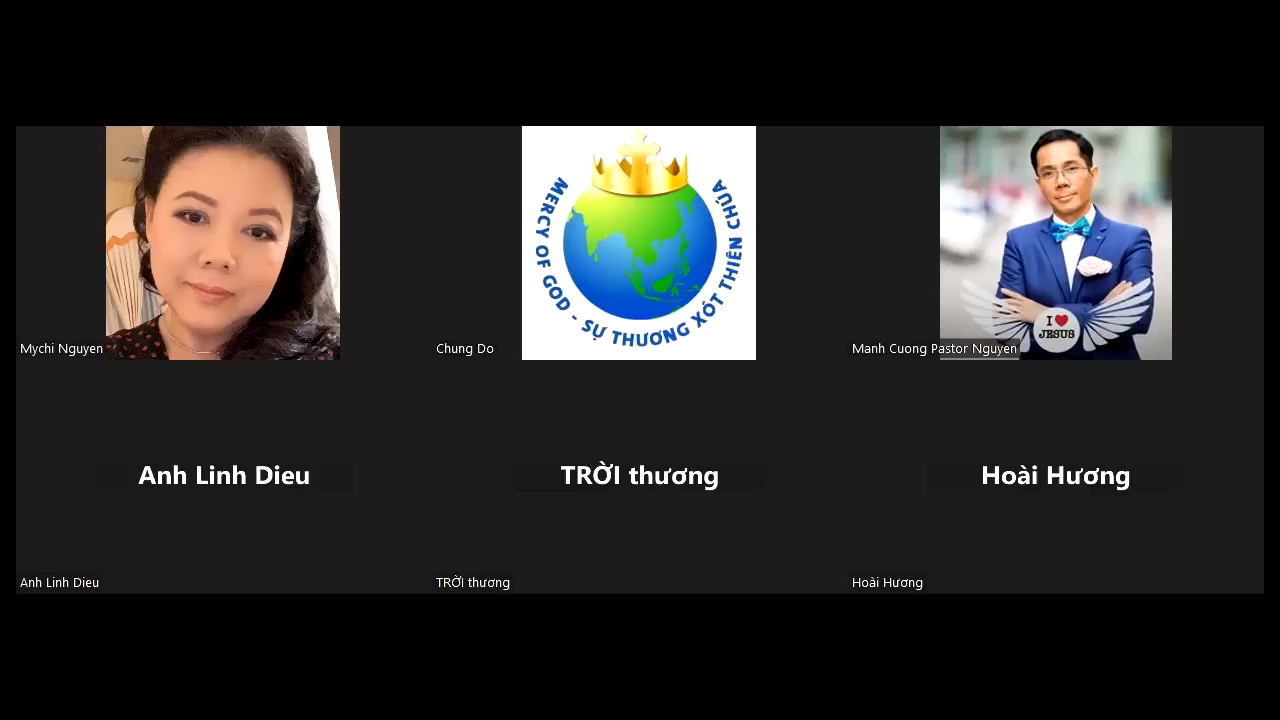 Mychi Nguyen
MERCY OF GOD - SỰ THƯƠNG XÓT THIÊN CHÚA
Chung Do
I ❤ JESUS
Manh Cuong Pastor Nguyen
Anh Linh Dieu
TRỜI thương
Hoài Hương
Anh Linh Dieu
TRỜI thương
Hoài Hương